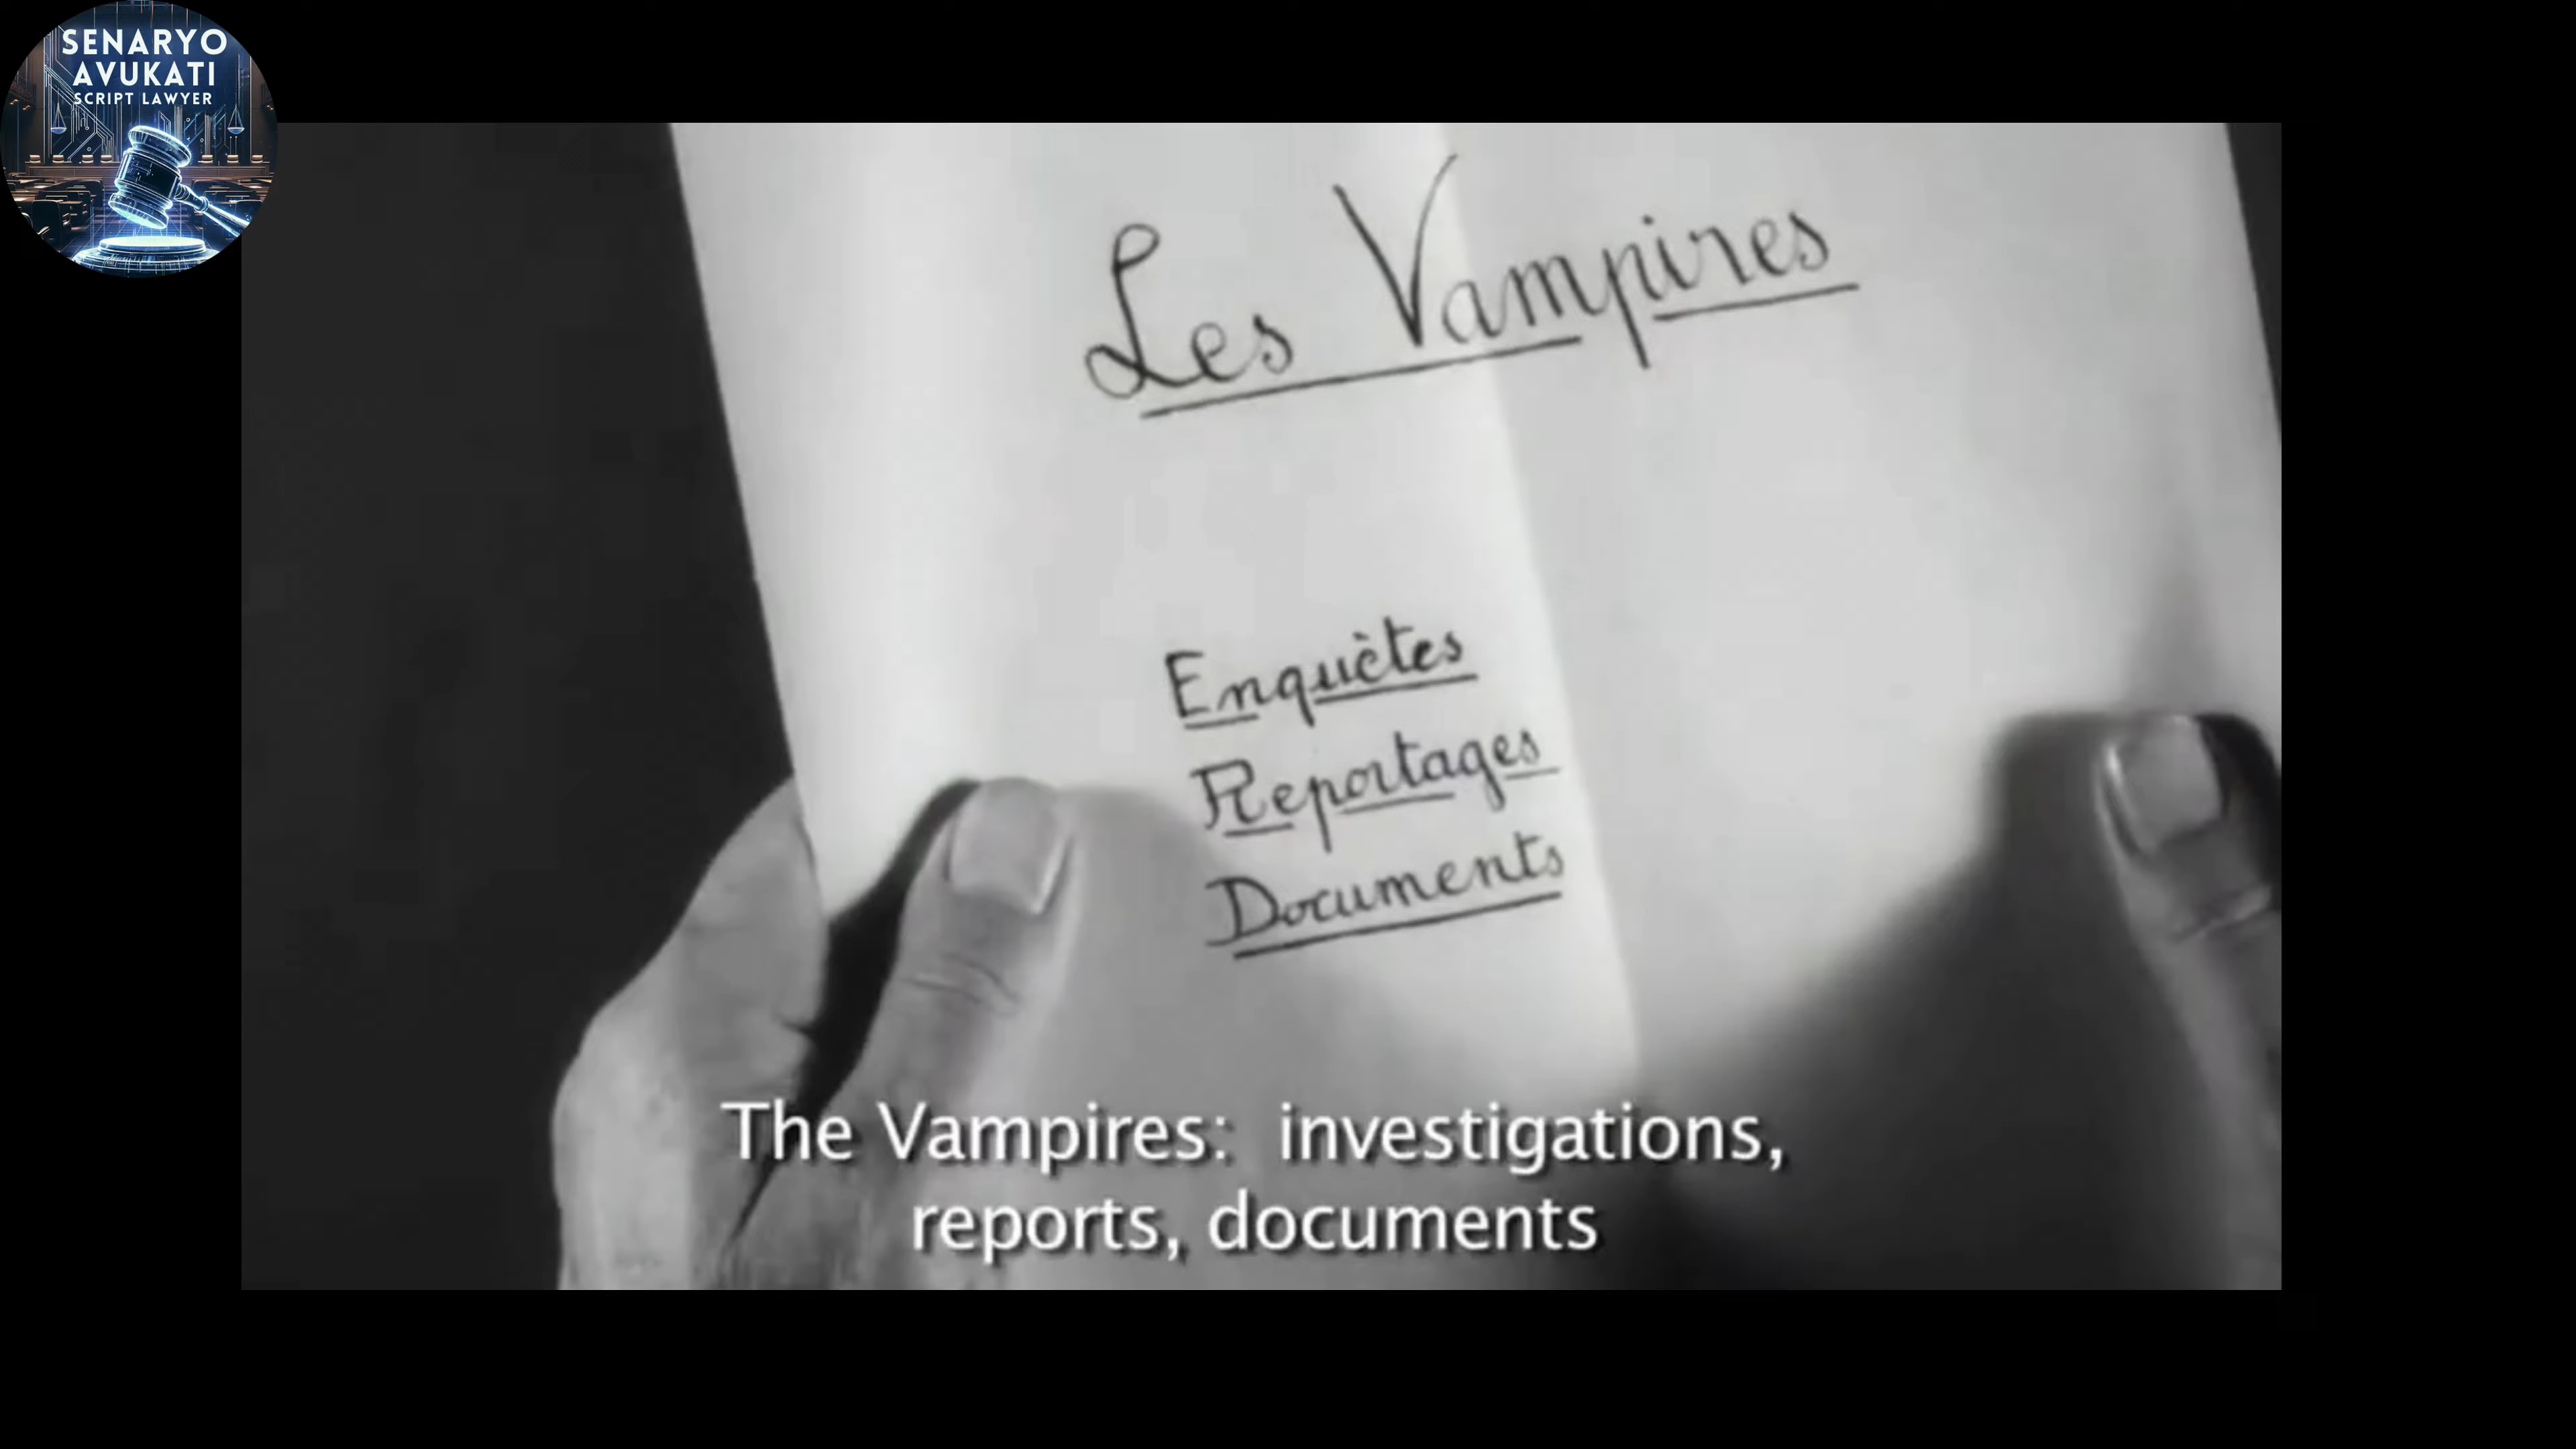 SENARYO
AVUKATI
SCRIPT LAWYER
Les Vampires
Enquêtes
Reportages
Documents
The Vampires: investigations,
reports, documents